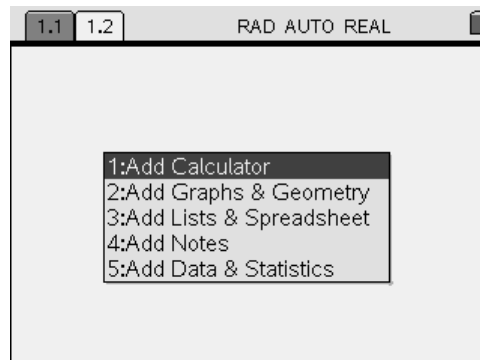 1.1 1.2 RAD AUTO REAL
1:Add Calculator
2:Add Graphs & Geometry
3:Add Lists & Spreadsheet
4:Add Notes
5:Add Data & Statistics